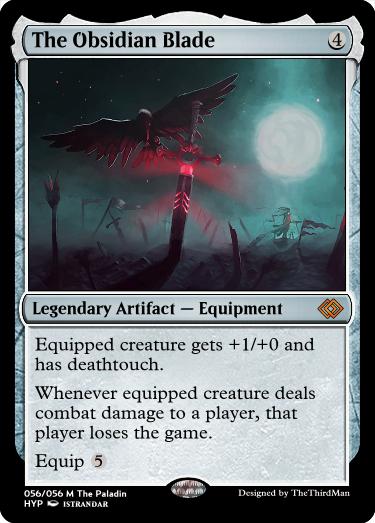 The Obsidian Blade 4
Legendary Artifact — Equipment
Equipped creature gets +1/+0 and
has deathtouch.
Whenever equipped creature deals
combat damage to a player, that
player loses the game.
Equip 5
056/056 M The Paladin
Designed by TheThirdMan
HYP ISTRANDAR